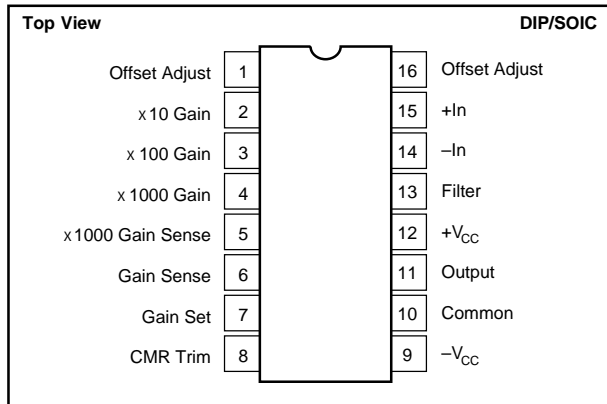 Top View DIP/SOIC
Offset Adjust 1 16 Offset Adjust
x10 Gain 2 15 +In
x 100 Gain 3 14 –In
x 1000 Gain 4 13 Filter
x1000 Gain Sense 5 12 +VCC
Gain Sense 6 11 Output
Gain Set 7 10 Common
CMR Trim 8 9 –VCC